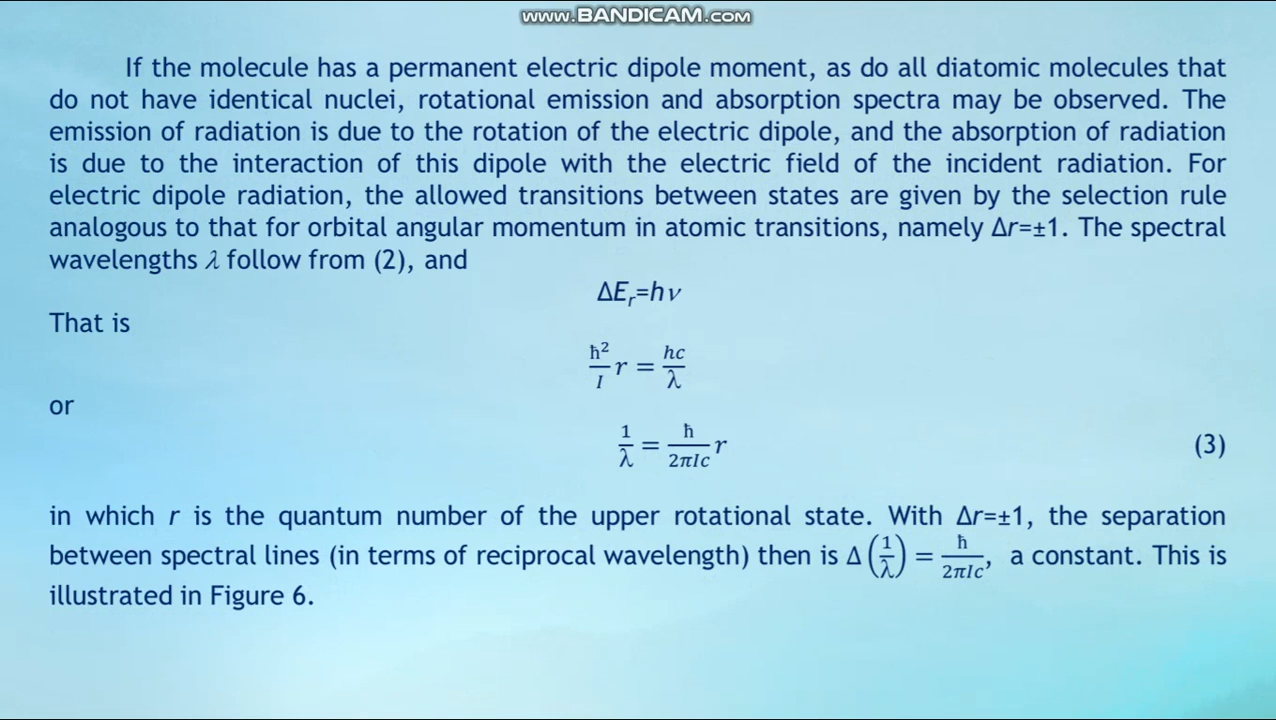 www.BANDICAM.com
If the molecule has a permanent electric dipole moment, as do all diatomic molecules that
do not have identical nuclei, rotational emission and absorption spectra may be observed. The
emission of radiation is due to the rotation of the electric dipole, and the absorption of radiation
is due to the interaction of this dipole with the electric field of the incident radiation. For
electric dipole radiation, the allowed transitions between states are given by the selection rule
analogous to that for orbital angular momentum in atomic transitions, namely Δr=±1. The spectral
wavelengths λ follow from (2), and
ΔEᵣ=hν
That is
ħ²/I r = hc/λ
or
1/λ = ħ/2πIc r (3)
in which r is the quantum number of the upper rotational state. With Δr=±1, the separation
between spectral lines (in terms of reciprocal wavelength) then is Δ(1/λ) = ħ/2πIc, a constant. This is
illustrated in Figure 6.